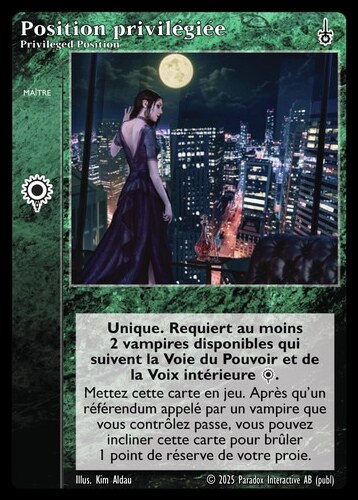 Position privilégiée
Privileged Position
MAÎTRE
Unique. Requiert au moins
2 vampires disponibles qui
suivent la Voie du Pouvoir et de
la Voix intérieure .
Mettez cette carte en jeu. Après qu'un
référendum appelé par un vampire que
vous contrôlez passe, vous pouvez
incliner cette carte pour brûler
1 point de réserve de votre proie.
Illus. Kim Aldau © 2025 Paradox Interactive AB (publ)